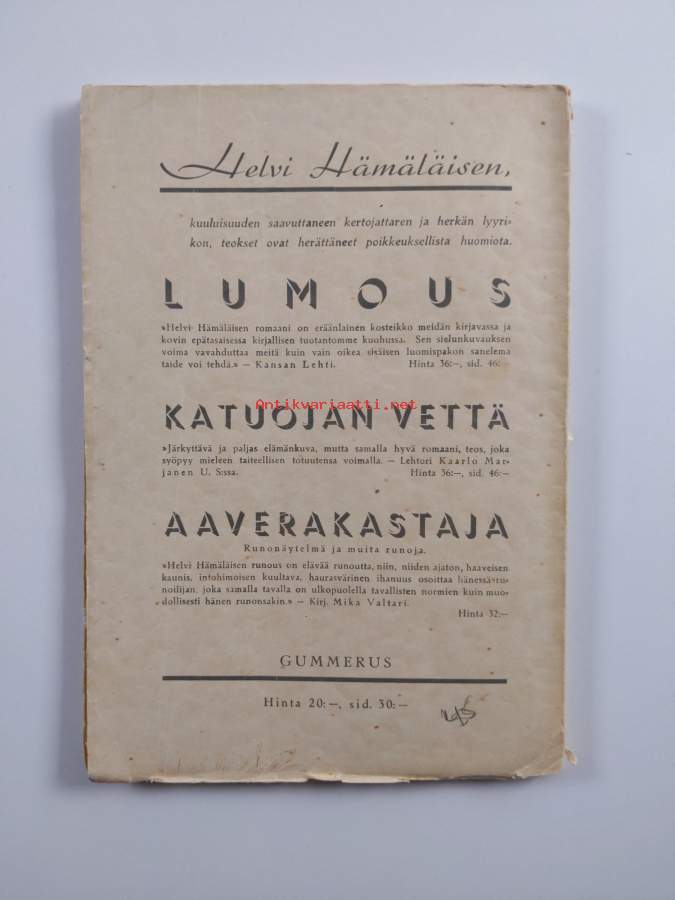 Helvi Hämäläisen,
kuuluisuuden saavuttaneen kertojattaren ja herkän lyyri-
kon, teokset ovat herättäneet poikkeuksellista huomiota.
LUMOUS
»Helvi Hämäläisen romaani on eräänlainen kosteikko meidän kirjavassa ja
kovin epätasaisessa kirjallisen tuotantomme kuohussa. Sen sielunkuvauksen
voima vavahduttaa meitä kuin vain oikea, sisäisen luomispakon sanelema
taide voi tehdä.» — Kansan Lehti. Hinta 36:—, sid. 46:—
Antikvariaatti.net
KATUOJAN VETTÄ
»Järkyttävä ja paljas elämänkuva, mutta samalla hyvä romaani, teos, joka
syöpyy mieleen taiteellisen totuutensa voimalla. — Lehtori Kaarlo Mar-
janen U. S:ssa. Hinta 36:—, sid. 46:—
AAVERAKASTAJA
Runonäytelmä ja muita runoja.
»Helvi Hämäläisen runous on elävää runoutta, niin, niiden ajaton, haaveisen
kaunis, intohimoisen kuultava, haurasvärinen ihanuus osoittaa hänessä ru-
noilijan, joka samalla tavalla on ulkopuolella tavallisten normien kuin muo-
dollisesti hänen runonsakin.» — Kirj. Mika Valtari.
Hinta 32:—
GUMMERUS
Hinta 20:—, sid. 30:—